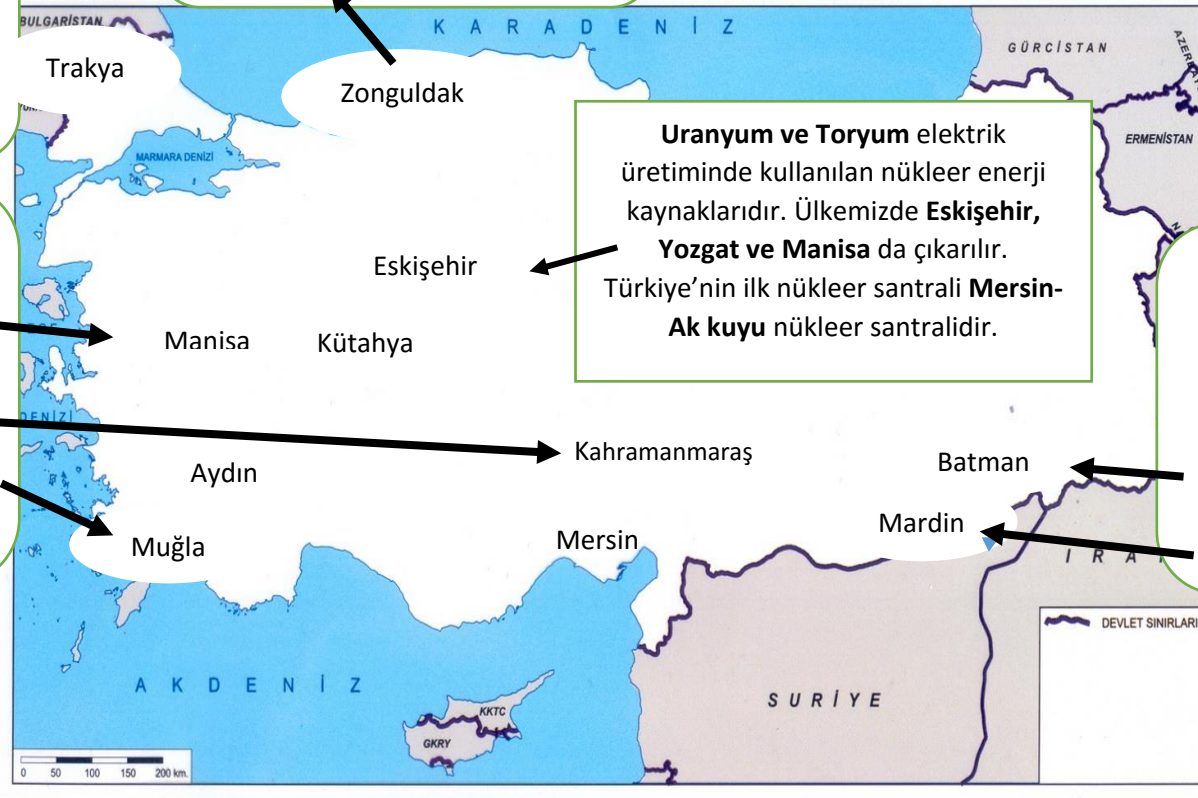 BULGARİSTAN
K A R A D E N İ Z
GÜRCİSTAN
Trakya
Zonguldak
ERMENİSTAN
MARMARA DENİZİ
Uranyum ve Toryum elektrik
üretiminde kullanılan nükleer enerji
kaynaklarıdır. Ülkemizde Eskişehir,
Yozgat ve Manisa da çıkarılır.
Türkiye’nin ilk nükleer santrali Mersin-
Ak kuyu nükleer santralidir.
Eskişehir
Manisa
Kütahya
DENİZİ
Kahramanmaraş
Batman
Aydın
Mardin
Muğla
Mersin
I R A
DEVLET SINIRLARI
A K D E N İ Z
SURİYE
KKTC
GKRY
0 50 100 150 200 km.